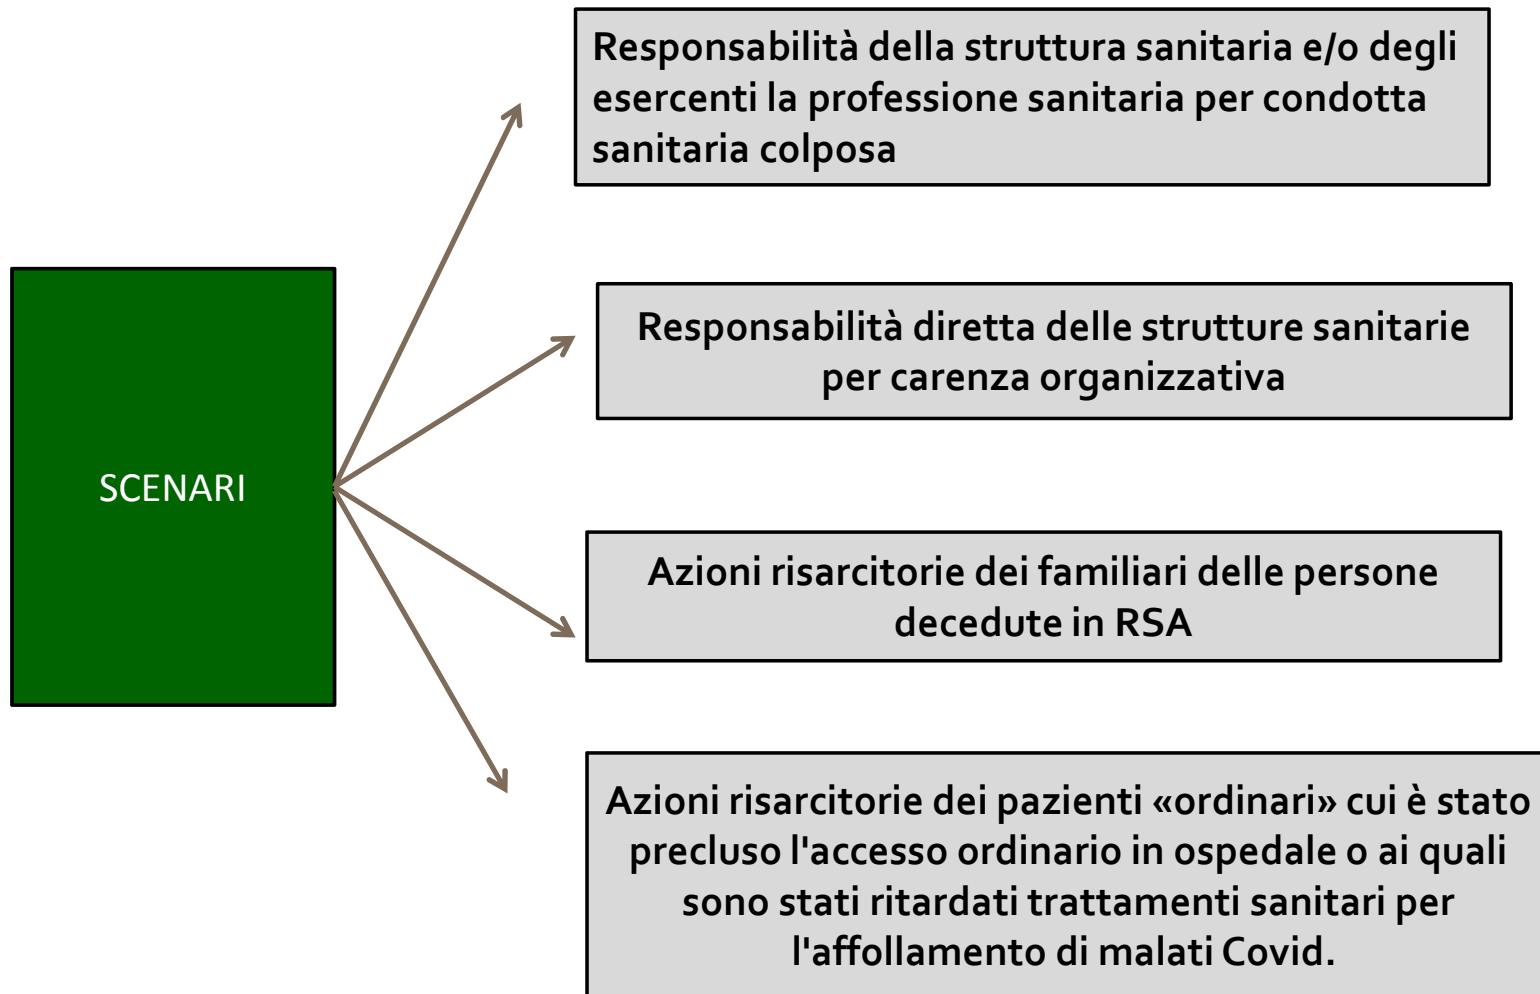 Responsabilità della struttura sanitaria e/o degli
esercenti la professione sanitaria per condotta
sanitaria colposa
Responsabilità diretta delle strutture sanitarie
per carenza organizzativa
SCENARI
Azioni risarcitorie dei familiari delle persone
decedute in RSA
Azioni risarcitorie dei pazienti «ordinari» cui è stato
precluso l'accesso ordinario in ospedale o ai quali
sono stati ritardati trattamenti sanitari per
l'affollamento di malati Covid.